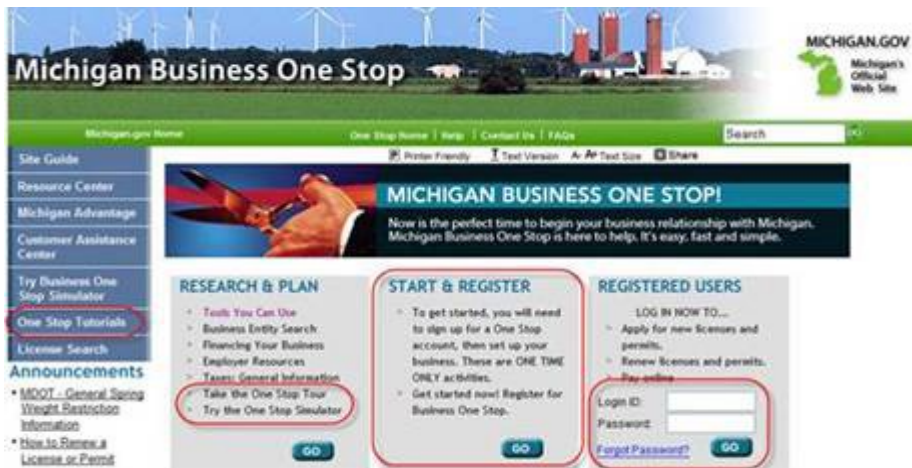 Michigan Business One Stop
MICHIGAN.GOV
Michigan's
Official
Web Site
Michigan.gov Home
One Stop Home | Help | Contact Us | FAQs
Search
Printer Friendly
Text Version
A- A+ Text Size
Share
Site Guide
Resource Center
Michigan Advantage
Customer Assistance
Center
Try Business One
Stop Simulator
One Stop Tutorials
License Search
Announcements
• MDOT - General Spring
Weight Restriction
Information
• How to Renew a
License or Permit
MICHIGAN BUSINESS ONE STOP!
Now is the perfect time to begin your business relationship with Michigan.
Michigan Business One Stop is here to help. It's easy, fast and simple.
RESEARCH & PLAN
Tools You Can Use
Business Entity Search
Financing Your Business
Employer Resources
Taxes: General Information
Take the One Stop Tour
Try the One Stop Simulator
GO
START & REGISTER
To get started, you will need
to sign up for a One Stop
account, then set up your
business. These are ONE TIME
ONLY activities.
Get started now! Register for
Business One Stop.
GO
REGISTERED USERS
LOG IN NOW TO...
Apply for new licenses and
permits.
Renew licenses and permits.
Pay online
Login ID:
Password:
Forgot Password?
GO